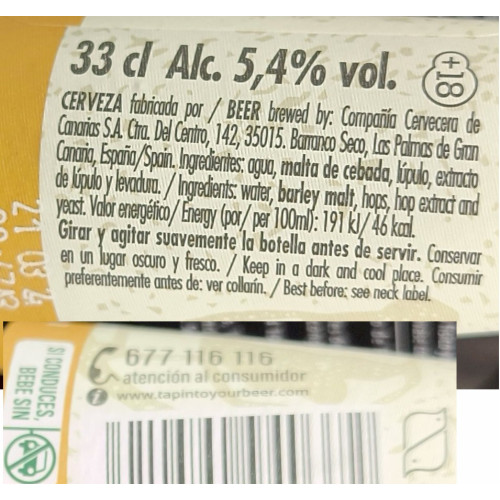 33 cl Alc. 5,4% vol.
+18
CERVEZA fabricada por / BEER brewed by: Compañía Cervecera de
Canarias S.A. Ctra. Del Centro, 142, 35015. Barranco Seco, Las Palmas de Gran
Canaria, España/Spain. Ingredientes: agua, malta de cebada, lúpulo, extracto
de lúpulo y levadura. / Ingredients: water, barley malt, hops, hop extract and
yeast. Valor energético/ Energy (por/ per 100ml): 191 kJ/ 46 kcal.
Girar y agitar suavemente la botella antes de servir. Conservar
en un lugar oscuro y fresco. / Keep in a dark and cool place. Consumir
preferentemente antes de: ver collarín. / Best before: see neck label.
677 116 116
atención al consumidor
www.tapintoyourbeer.com
SI CONDUCES,
BEBE SIN